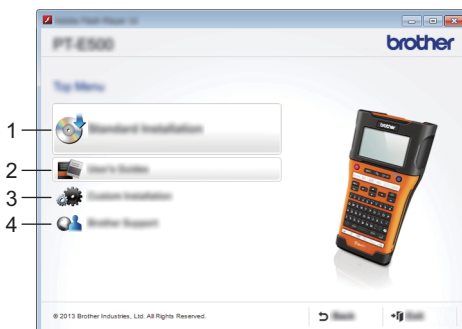 PT-E500
brother
Top Menu
1
Standard Installation
2
User's Guides
3
Custom Installation
4
Brother Support
© 2013 Brother Industries, Ltd. All Rights Reserved.
Back
Exit